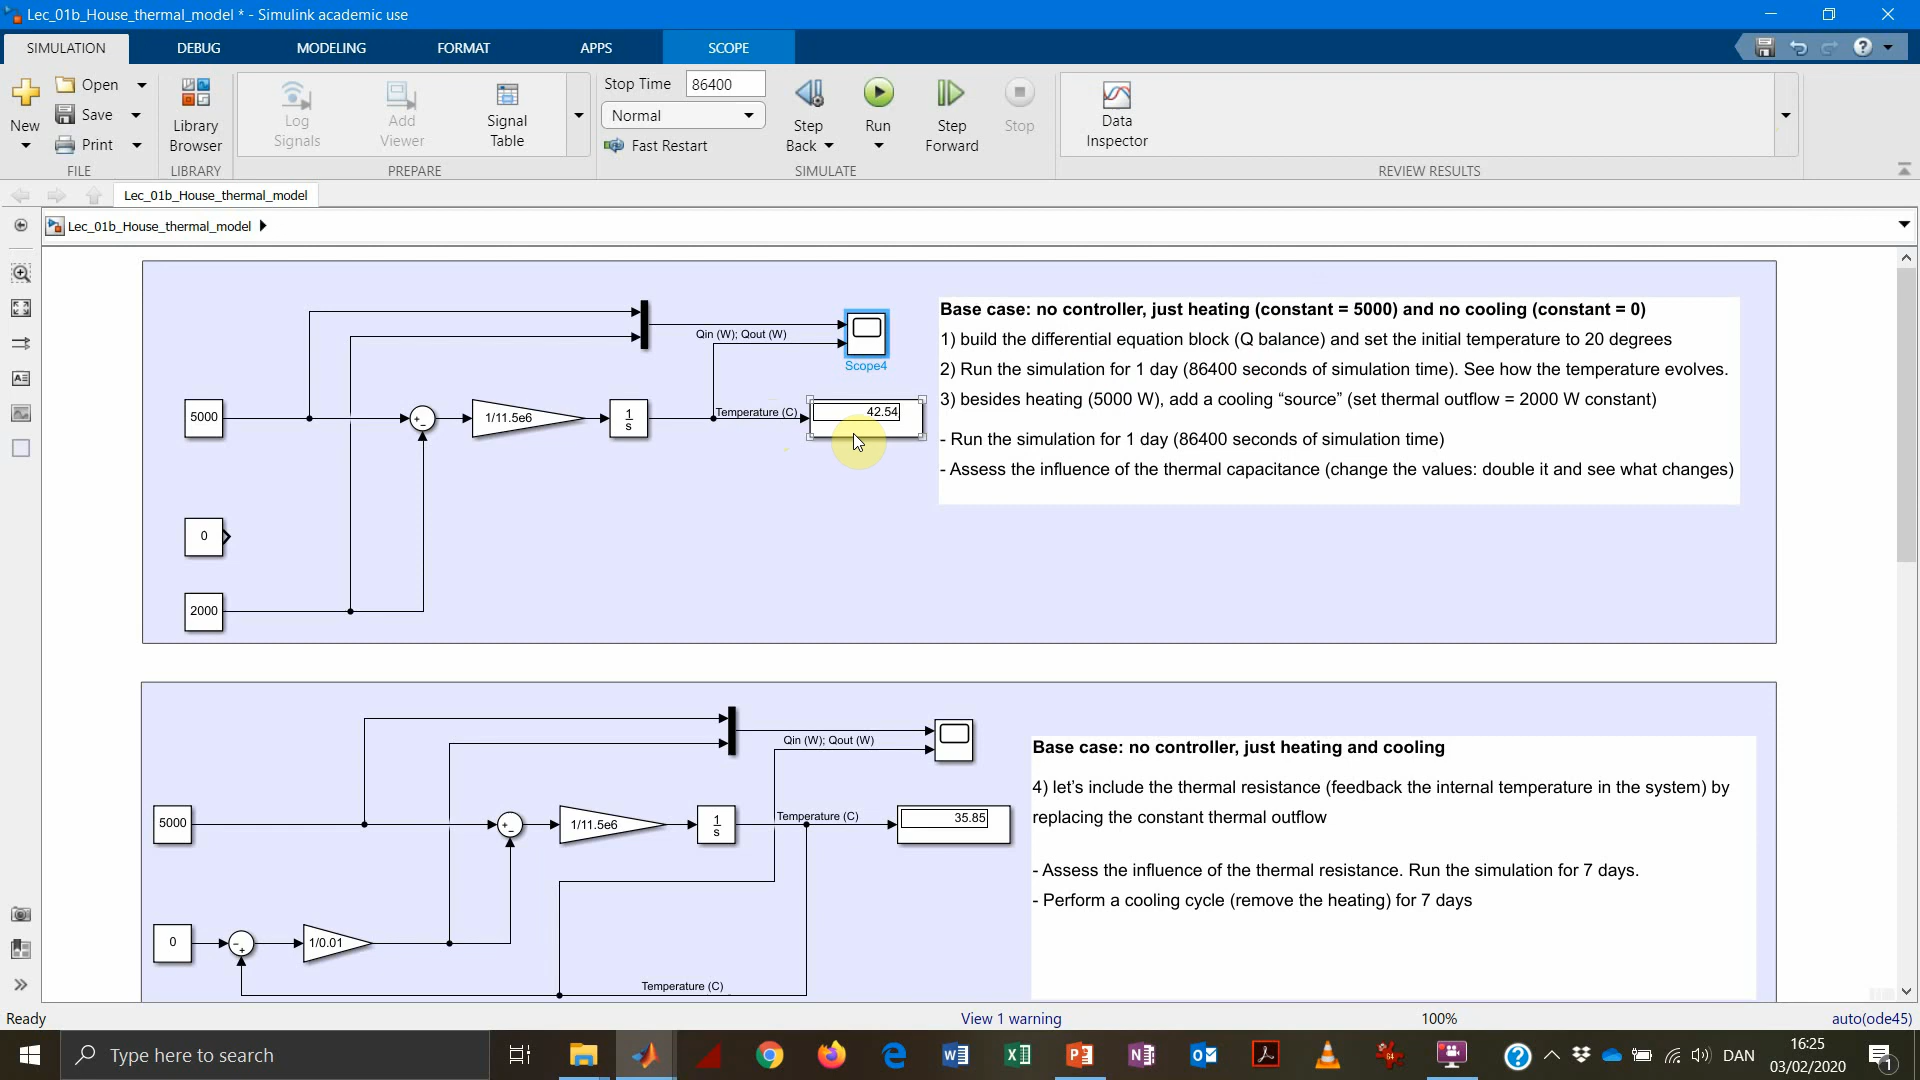 Lec_01b_House_thermal_model * - Simulink academic use
SIMULATION
DEBUG
MODELING
FORMAT
APPS
SCOPE
New
Open
Save
Print
FILE
Library
Browser
LIBRARY
Log
Signals
Add
Viewer
Signal
Table
PREPARE
Stop Time 86400
Normal
Fast Restart
Step
Back
Run
Step
Forward
Stop
SIMULATE
Data
Inspector
REVIEW RESULTS
Lec_01b_House_thermal_model
Lec_01b_House_thermal_model
Qin (W); Qout (W)
Scope4
5000
+
-
1/11.5e6
1
s
Temperature (C)
42.54
0
2000
Base case: no controller, just heating (constant = 5000) and no cooling (constant = 0)
1) build the differential equation block (Q balance) and set the initial temperature to 20 degrees
2) Run the simulation for 1 day (86400 seconds of simulation time). See how the temperature evolves.
3) besides heating (5000 W), add a cooling “source” (set thermal outflow = 2000 W constant)
- Run the simulation for 1 day (86400 seconds of simulation time)
- Assess the influence of the thermal capacitance (change the values: double it and see what changes)
Qin (W); Qout (W)
5000
+
-
1/11.5e6
1
s
Temperature (C)
35.85
0
-
+
1/0.01
Temperature (C)
Base case: no controller, just heating and cooling
4) let’s include the thermal resistance (feedback the internal temperature in the system) by
replacing the constant thermal outflow
- Assess the influence of the thermal resistance. Run the simulation for 7 days.
- Perform a cooling cycle (remove the heating) for 7 days
Ready
View 1 warning
100%
auto(ode45)
Type here to search
DAN
16:25
03/02/2020
1